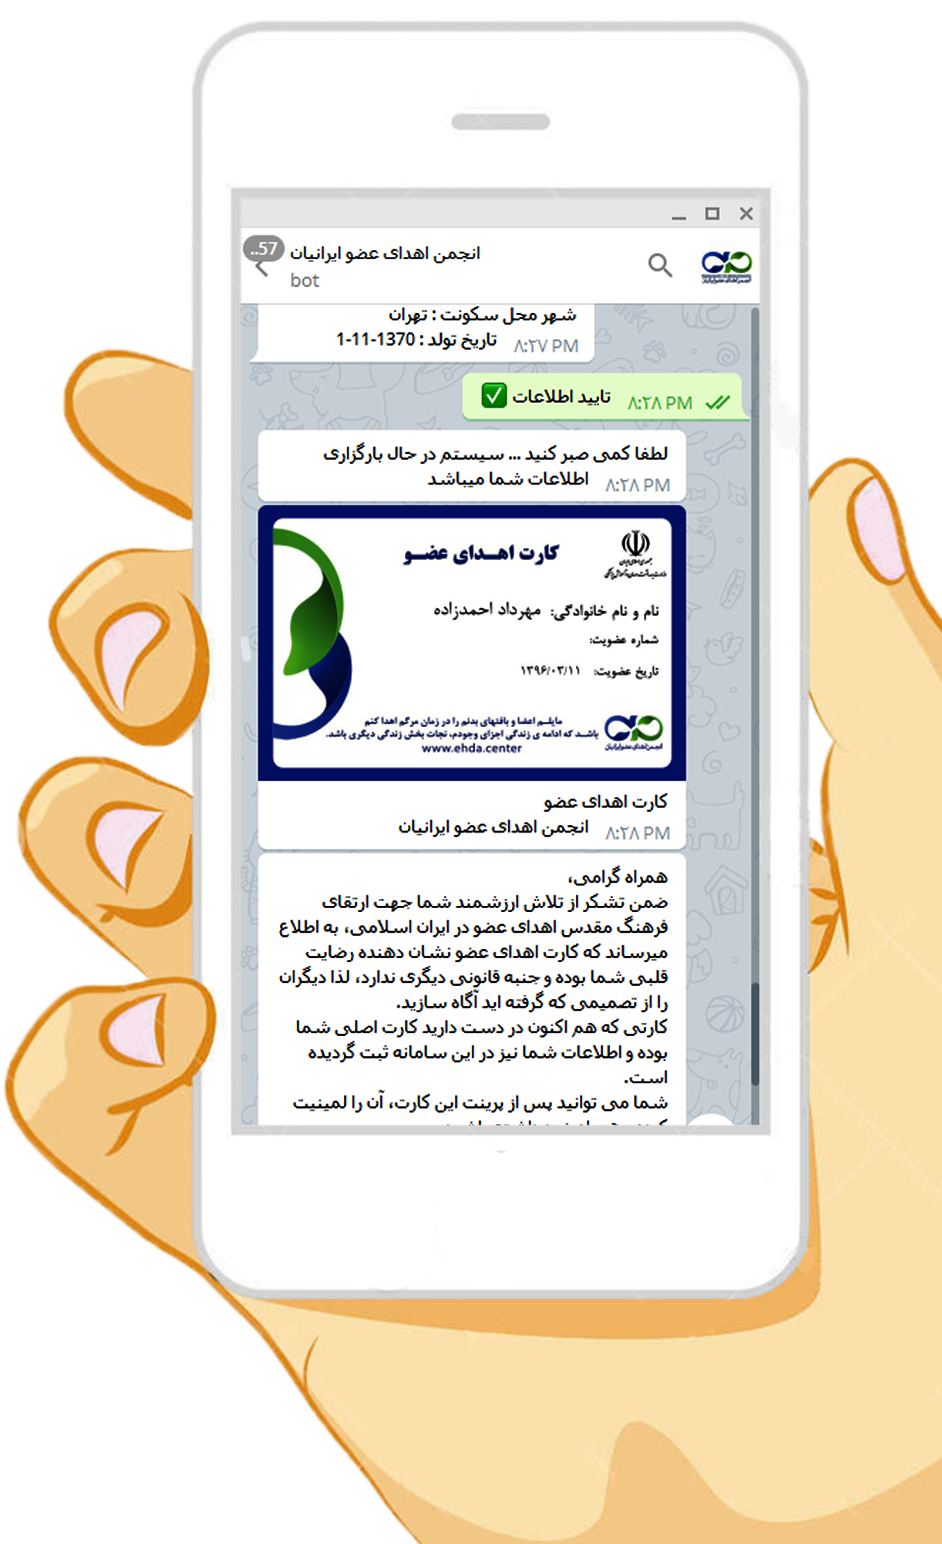 ..57
انجمن اهدای عضو ایرانیان
bot
شهر محل سکونت : تهران
تاریخ تولد : 1370-11-1
۸:۲۷ PM
تایید اطلاعات ✅
۸:۲۸ PM
لطفا کمی صبر کنید ... سیستم در حال بارگزاری
اطلاعات شما میباشد
۸:۲۸ PM
کارت اهدای عضو
نام و نام خانوادگی: مهرداد احمدزاده
شماره عضویت:
تاریخ عضویت: ۱۳۹۶/۰۳/۱۱
مایلم اعضا و بافتهای بدنم را در زمان مرگم اهدا کنم
باشد که ادامه ی زندگی اجزای وجودم، نجات بخش زندگی دیگری باشد.
www.ehda.center
انجمن اهدای عضو ایرانیان
کارت اهدای عضو
انجمن اهدای عضو ایرانیان
۸:۲۸ PM
همراه گرامی،
ضمن تشکر از تلاش ارزشمند شما جهت ارتقای
فرهنگ مقدس اهدای عضو در ایران اسلامی، به اطلاع
میرساند که کارت اهدای عضو نشان دهنده رضایت
قلبی شما بوده و جنبه قانونی دیگری ندارد، لذا دیگران
را از تصمیمی که گرفته اید آگاه سازید.
کارتی که هم اکنون در دست دارید کارت اصلی شما
بوده و اطلاعات شما نیز در این سامانه ثبت گردیده
است.
شما می توانید پس از پرینت این کارت، آن را لمینیت